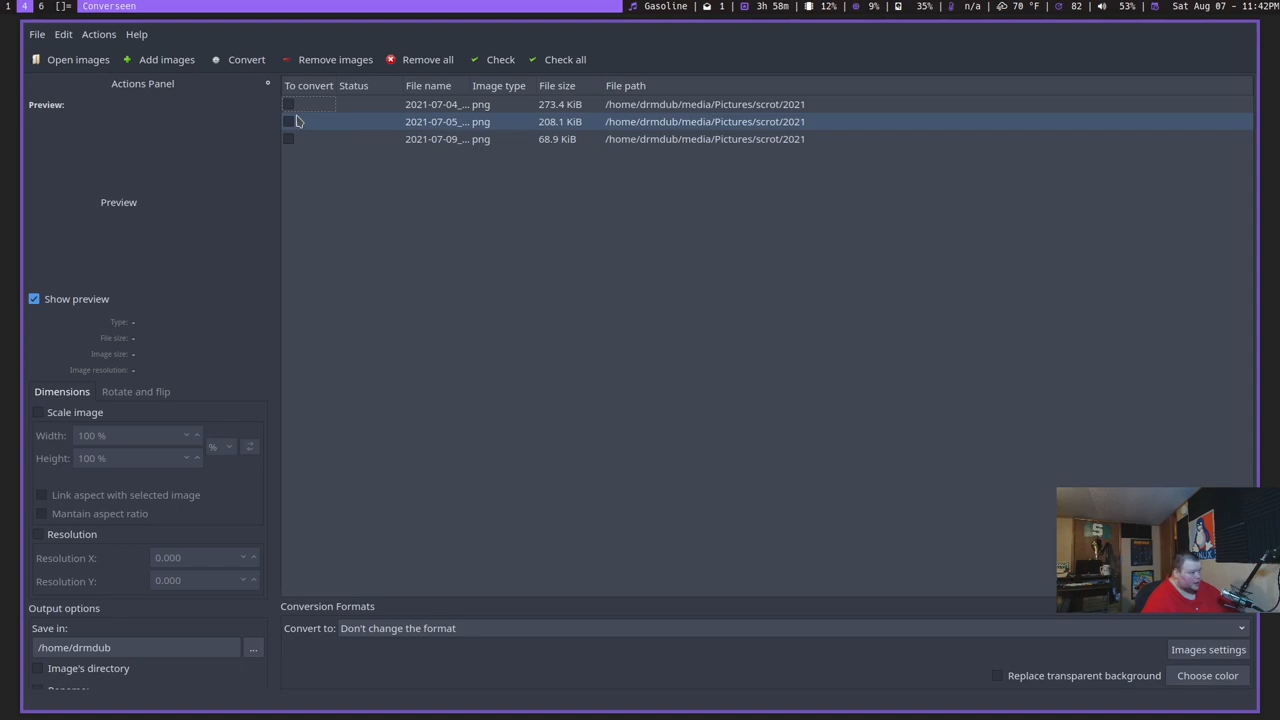 1 4 6 []= Converseen Gasoline 1 3h 58m 12% 9% 35% n/a 70 °F 82 53% Sat Aug 07 - 11:42PM
File Edit Actions Help
Open images Add images Convert Remove images Remove all Check Check all
Actions Panel
To convert Status File name Image type File size File path
Preview:
2021-07-04_... png 273.4 KiB /home/drmdub/media/Pictures/scrot/2021
2021-07-05_... png 208.1 KiB /home/drmdub/media/Pictures/scrot/2021
2021-07-09_... png 68.9 KiB /home/drmdub/media/Pictures/scrot/2021
Preview
Show preview
Type: -
File size: -
Image size: -
Image resolution: -
Dimensions Rotate and flip
Scale image
Width: 100 %
%
Height: 100 %
Link aspect with selected image
Mantain aspect ratio
Resolution
Resolution X: 0.000
Resolution Y: 0.000
Output options
Save in:
/home/drmdub ...
Image's directory
Rename:
Conversion Formats
Convert to: Don't change the format
Images settings
Replace transparent background Choose color